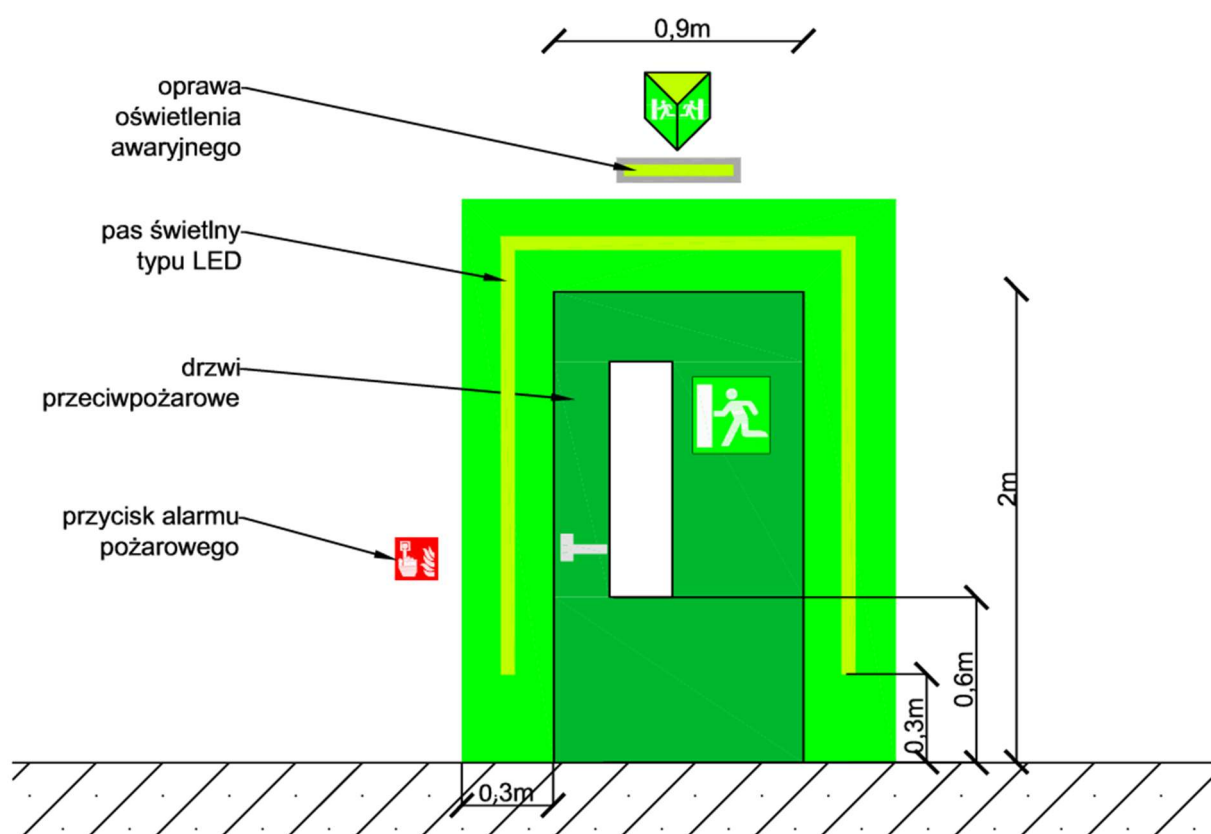 0,9m
oprawa
oświetlenia
awaryjnego
pas świetlny
typu LED
drzwi
przeciwpożarowe
2m
przycisk alarmu
pożarowego
0,6m
0,3m
0,3m